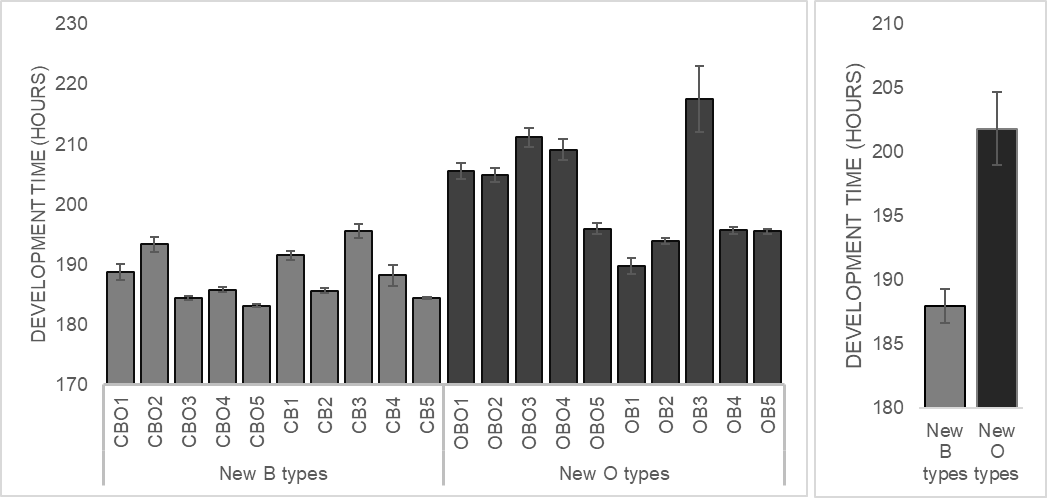 230
220
210
200
190
180
170
DEVELOPMENT TIME (HOURS)
CBO1
CBO2
CBO3
CBO4
CBO5
CB1
CB2
CB3
CB4
CB5
OBO1
OBO2
OBO3
OBO4
OBO5
OB1
OB2
OB3
OB4
OB5
New B types
New O types
210
205
200
195
190
185
180
DEVELOPMENT TIME (HOURS)
New
B
types
New
O
types